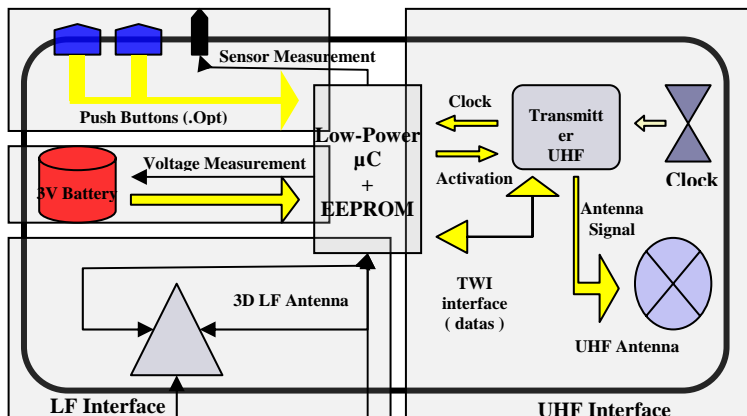 Sensor Measurement
Push Buttons (.Opt)
Voltage Measurement
3V Battery
Low-Power
µC
+
EEPROM
3D LF Antenna
LF Interface
Clock
Activation
Transmitt
er
UHF
Clock
Antenna
Signal
TWI
interface
( datas )
UHF Antenna
UHF Interface